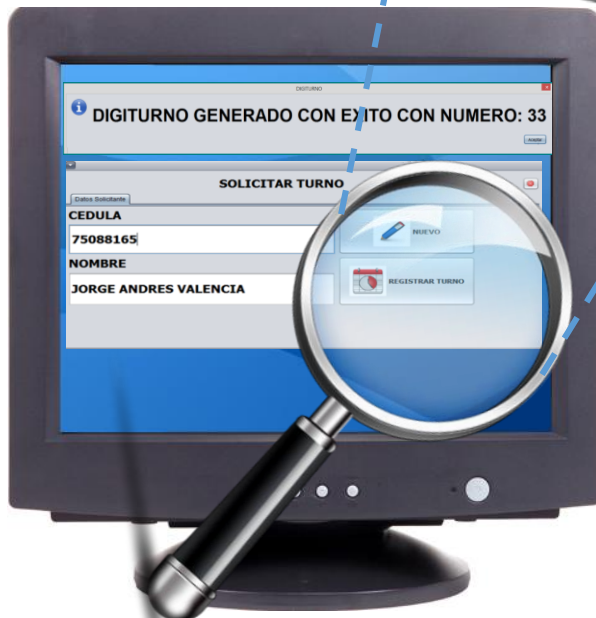 DIGITURNO
DIGITURNO GENERADO CON EXITO CON NUMERO: 33
SOLICITAR TURNO
Datos Solicitante
CEDULA
75088165
NUEVO
NOMBRE
JORGE ANDRES VALENCIA
REGISTRAR TURNO